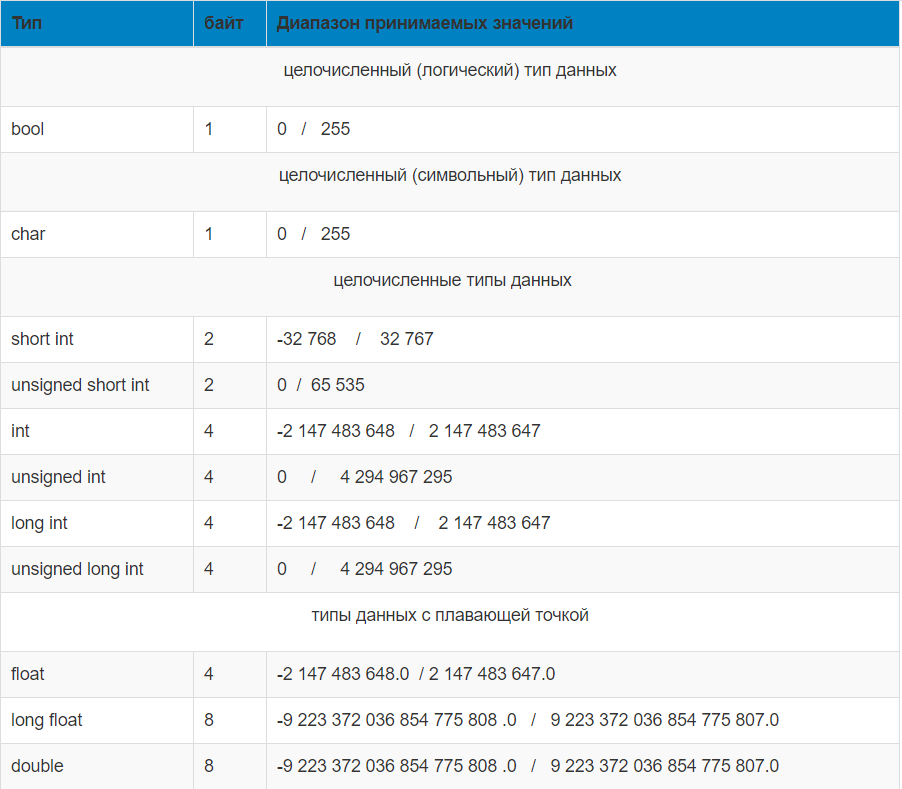 Тип байт Диапазон принимаемых значений
целочисленный (логический) тип данных
bool 1 0 / 255
целочисленный (символьный) тип данных
char 1 0 / 255
целочисленные типы данных
short int 2 -32 768 / 32 767
unsigned short int 2 0 / 65 535
int 4 -2 147 483 648 / 2 147 483 647
unsigned int 4 0 / 4 294 967 295
long int 4 -2 147 483 648 / 2 147 483 647
unsigned long int 4 0 / 4 294 967 295
типы данных с плавающей точкой
float 4 -2 147 483 648.0 / 2 147 483 647.0
long float 8 -9 223 372 036 854 775 808 .0 / 9 223 372 036 854 775 807.0
double 8 -9 223 372 036 854 775 808 .0 / 9 223 372 036 854 775 807.0